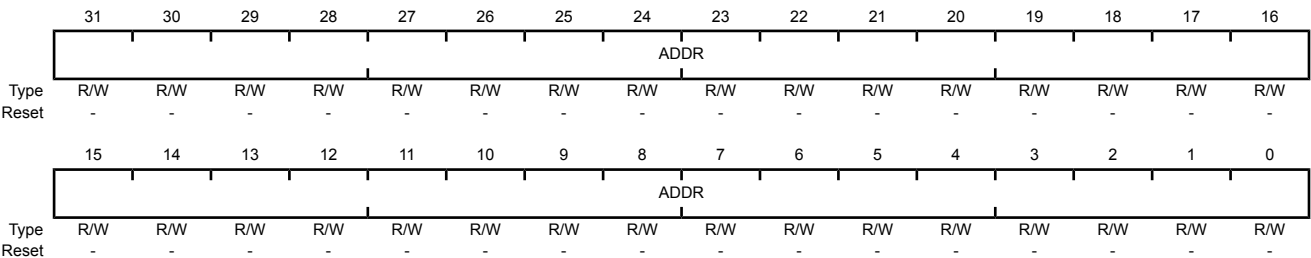 31 30 29 28 27 26 25 24 23 22 21 20 19 18 17 16
ADDR
Type R/W R/W R/W R/W R/W R/W R/W R/W R/W R/W R/W R/W R/W R/W R/W R/W
Reset - - - - - - - - - - - - - - - -
15 14 13 12 11 10 9 8 7 6 5 4 3 2 1 0
ADDR
Type R/W R/W R/W R/W R/W R/W R/W R/W R/W R/W R/W R/W R/W R/W R/W R/W
Reset - - - - - - - - - - - - - - - -